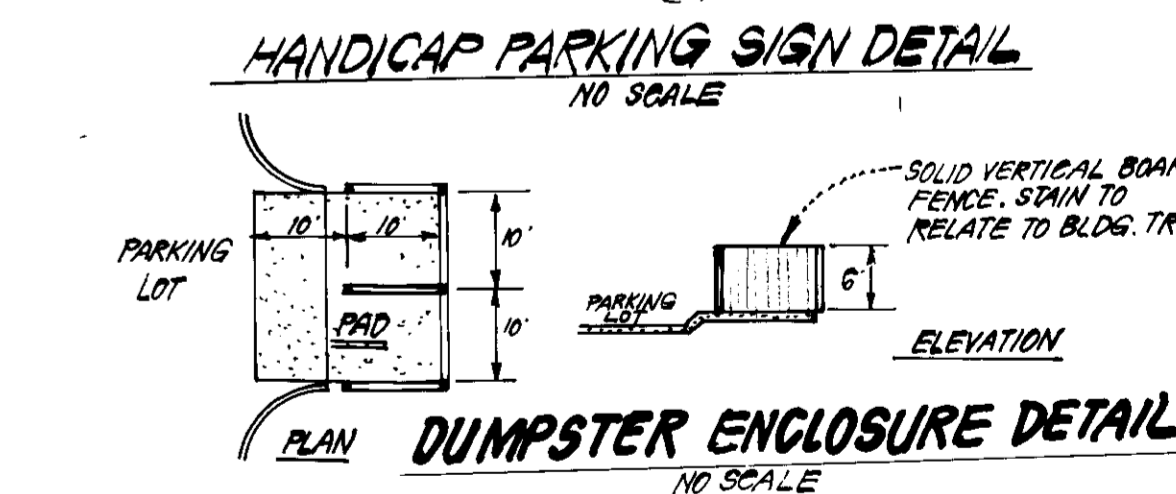 HANDICAP PARKING SIGN DETAIL
NO SCALE
SOLID VERTICAL
FENCE. STAIN TO
RELATE TO BLDG.
PARKING
LOT
10'
10'
10'
10'
PAD
PLAN
PARKING
LOT
6'
ELEVATION
DUMPSTER ENCLOSURE DETAIL
NO SCALE